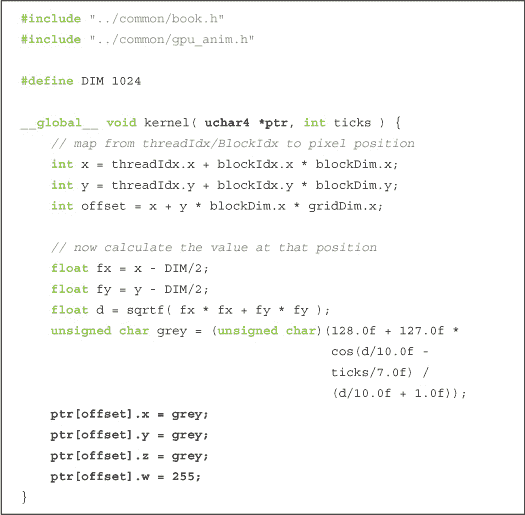 #include "../common/book.h"
#include "../common/gpu_anim.h"
#define DIM 1024
__global__ void kernel( uchar4 *ptr, int ticks ) {
// map from threadIdx/BlockIdx to pixel position
int x = threadIdx.x + blockIdx.x * blockDim.x;
int y = threadIdx.y + blockIdx.y * blockDim.y;
int offset = x + y * blockDim.x * gridDim.x;
// now calculate the value at that position
float fx = x - DIM/2;
float fy = y - DIM/2;
float d = sqrtf( fx * fx + fy * fy );
unsigned char grey = (unsigned char)(128.0f + 127.0f *
cos(d/10.0f -
ticks/7.0f) /
(d/10.0f + 1.0f));
ptr[offset].x = grey;
ptr[offset].y = grey;
ptr[offset].z = grey;
ptr[offset].w = 255;
}